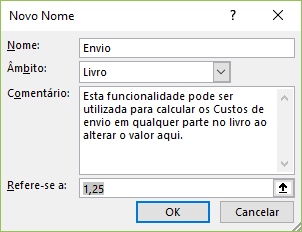 Novo Nome ? ×
Nome: Envio
Âmbito: Livro
Comentário: Esta funcionalidade pode ser
utilizada para calcular os Custos de
envio em qualquer parte no livro ao
alterar o valor aqui.
Refere-se a: 1,25
OK Cancelar